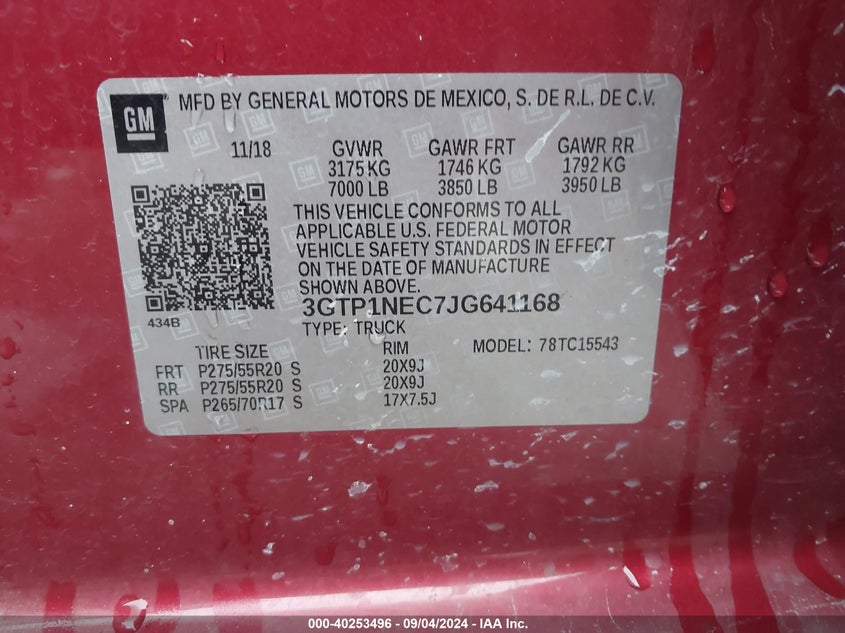 GM
MFD BY GENERAL MOTORS DE MEXICO, S. DE R.L. DE C.V.
11/18 GVWR GAWR FRT GAWR RR
3175 KG 1746 KG 1792 KG
7000 LB 3850 LB 3950 LB
THIS VEHICLE CONFORMS TO ALL
APPLICABLE U.S. FEDERAL MOTOR
VEHICLE SAFETY STANDARDS IN EFFECT
ON THE DATE OF MANUFACTURE
SHOWN ABOVE.
434B
3GTP1NEC7JG641168
TYPE: TRUCK
TIRE SIZE RIM MODEL: 78TC15543
FRT P275/55R20 S 20X9J
RR P275/55R20 S 20X9J
SPA P265/70R17 S 17X7.5J
000-40253496 - 09/04/2024 - IAA Inc.